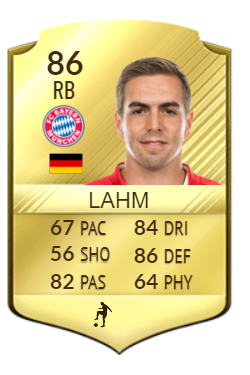 86
RB
FC BAYERN
MÜNCHEN
LAHM
67 PAC 84 DRI
56 SHO 86 DEF
82 PAS 64 PHY